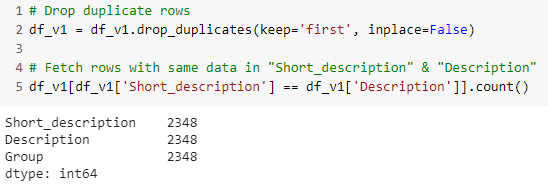 1 # Drop duplicate rows
2 df_v1 = df_v1.drop_duplicates(keep='first', inplace=False)
3
4 # Fetch rows with same data in "Short_description" & "Description"
5 df_v1[df_v1['Short_description'] == df_v1['Description']].count()
Short_description    2348
Description          2348
Group                2348
dtype: int64